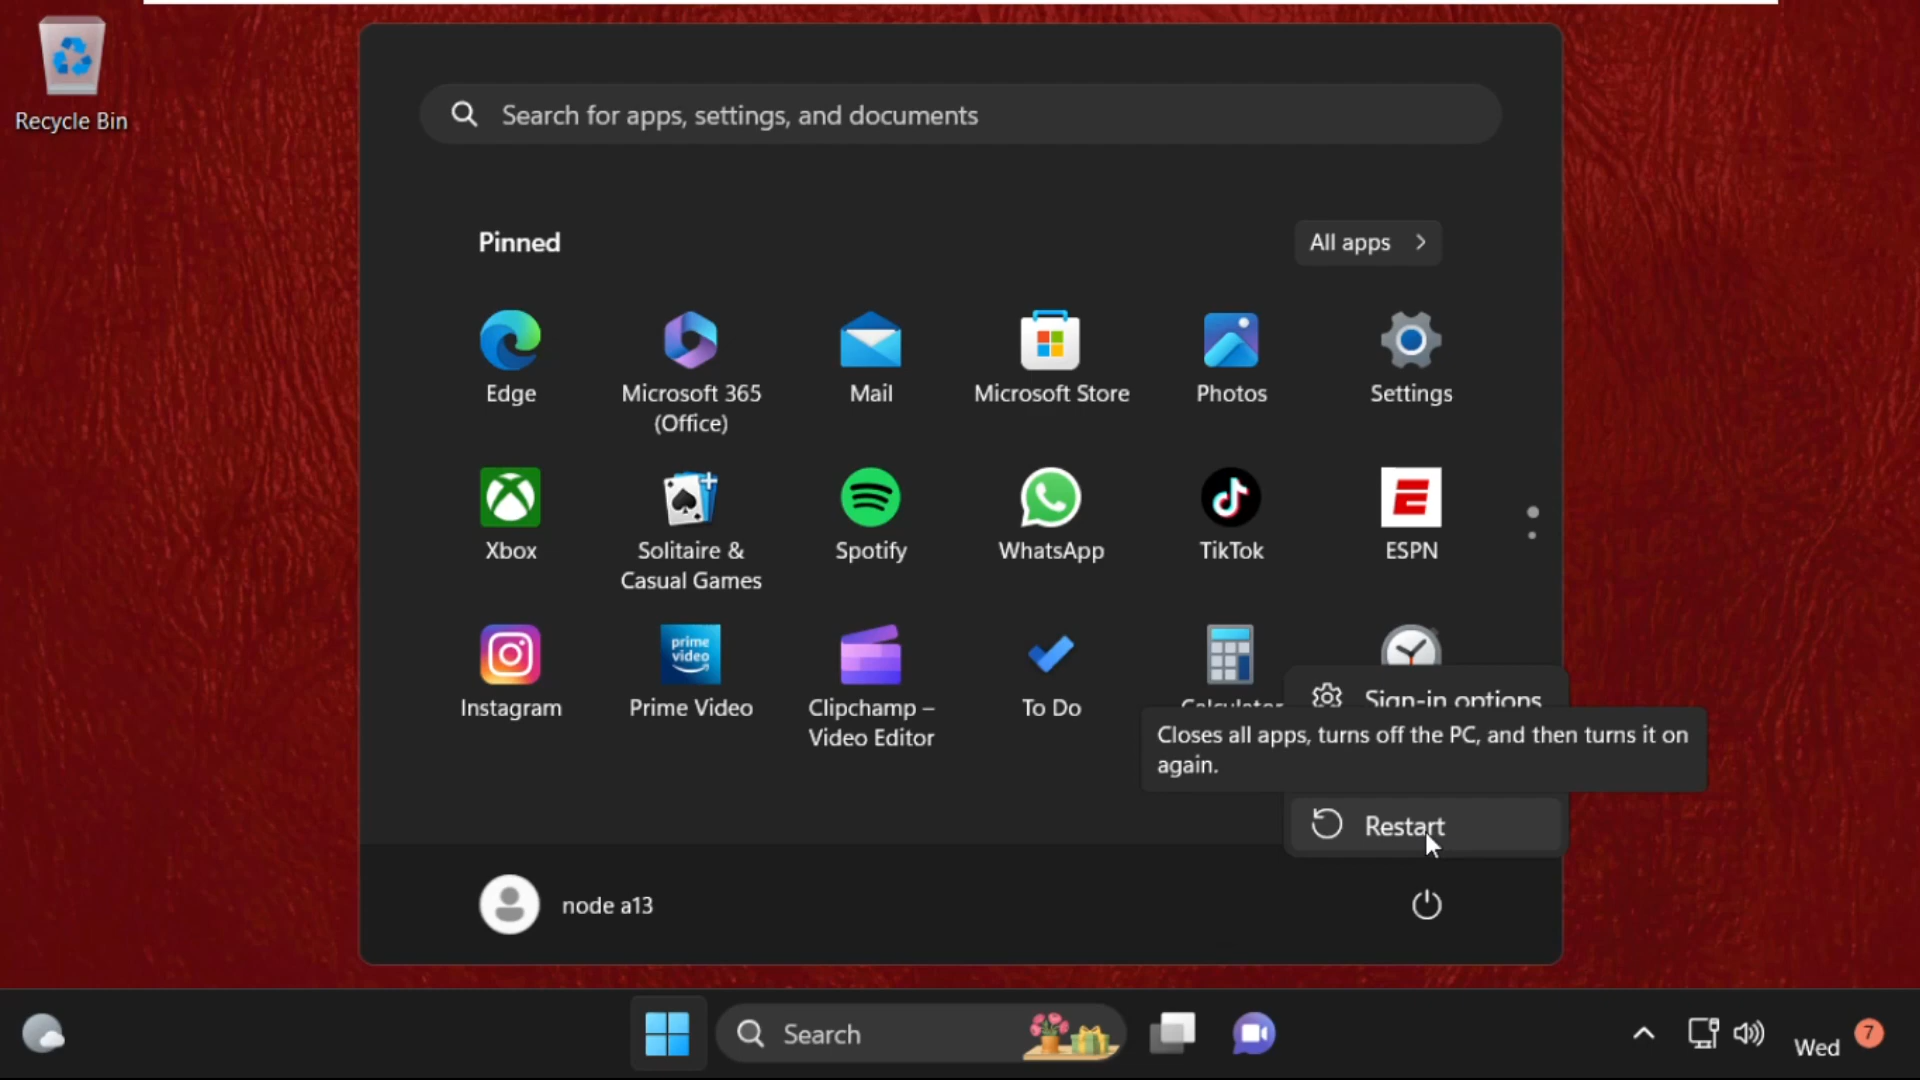 Recycle Bin
Search for apps, settings, and documents
Pinned
All apps
Edge
Microsoft 365
(Office)
Mail
Microsoft Store
Photos
Settings
Xbox
Solitaire &
Casual Games
Spotify
WhatsApp
TikTok
ESPN
Instagram
prime
video
Prime Video
Clipchamp –
Video Editor
To Do
Calculator
Sign-in options
Closes all apps, turns off the PC, and then turns it on
again.
Restart
node a13
Search
Wed
7